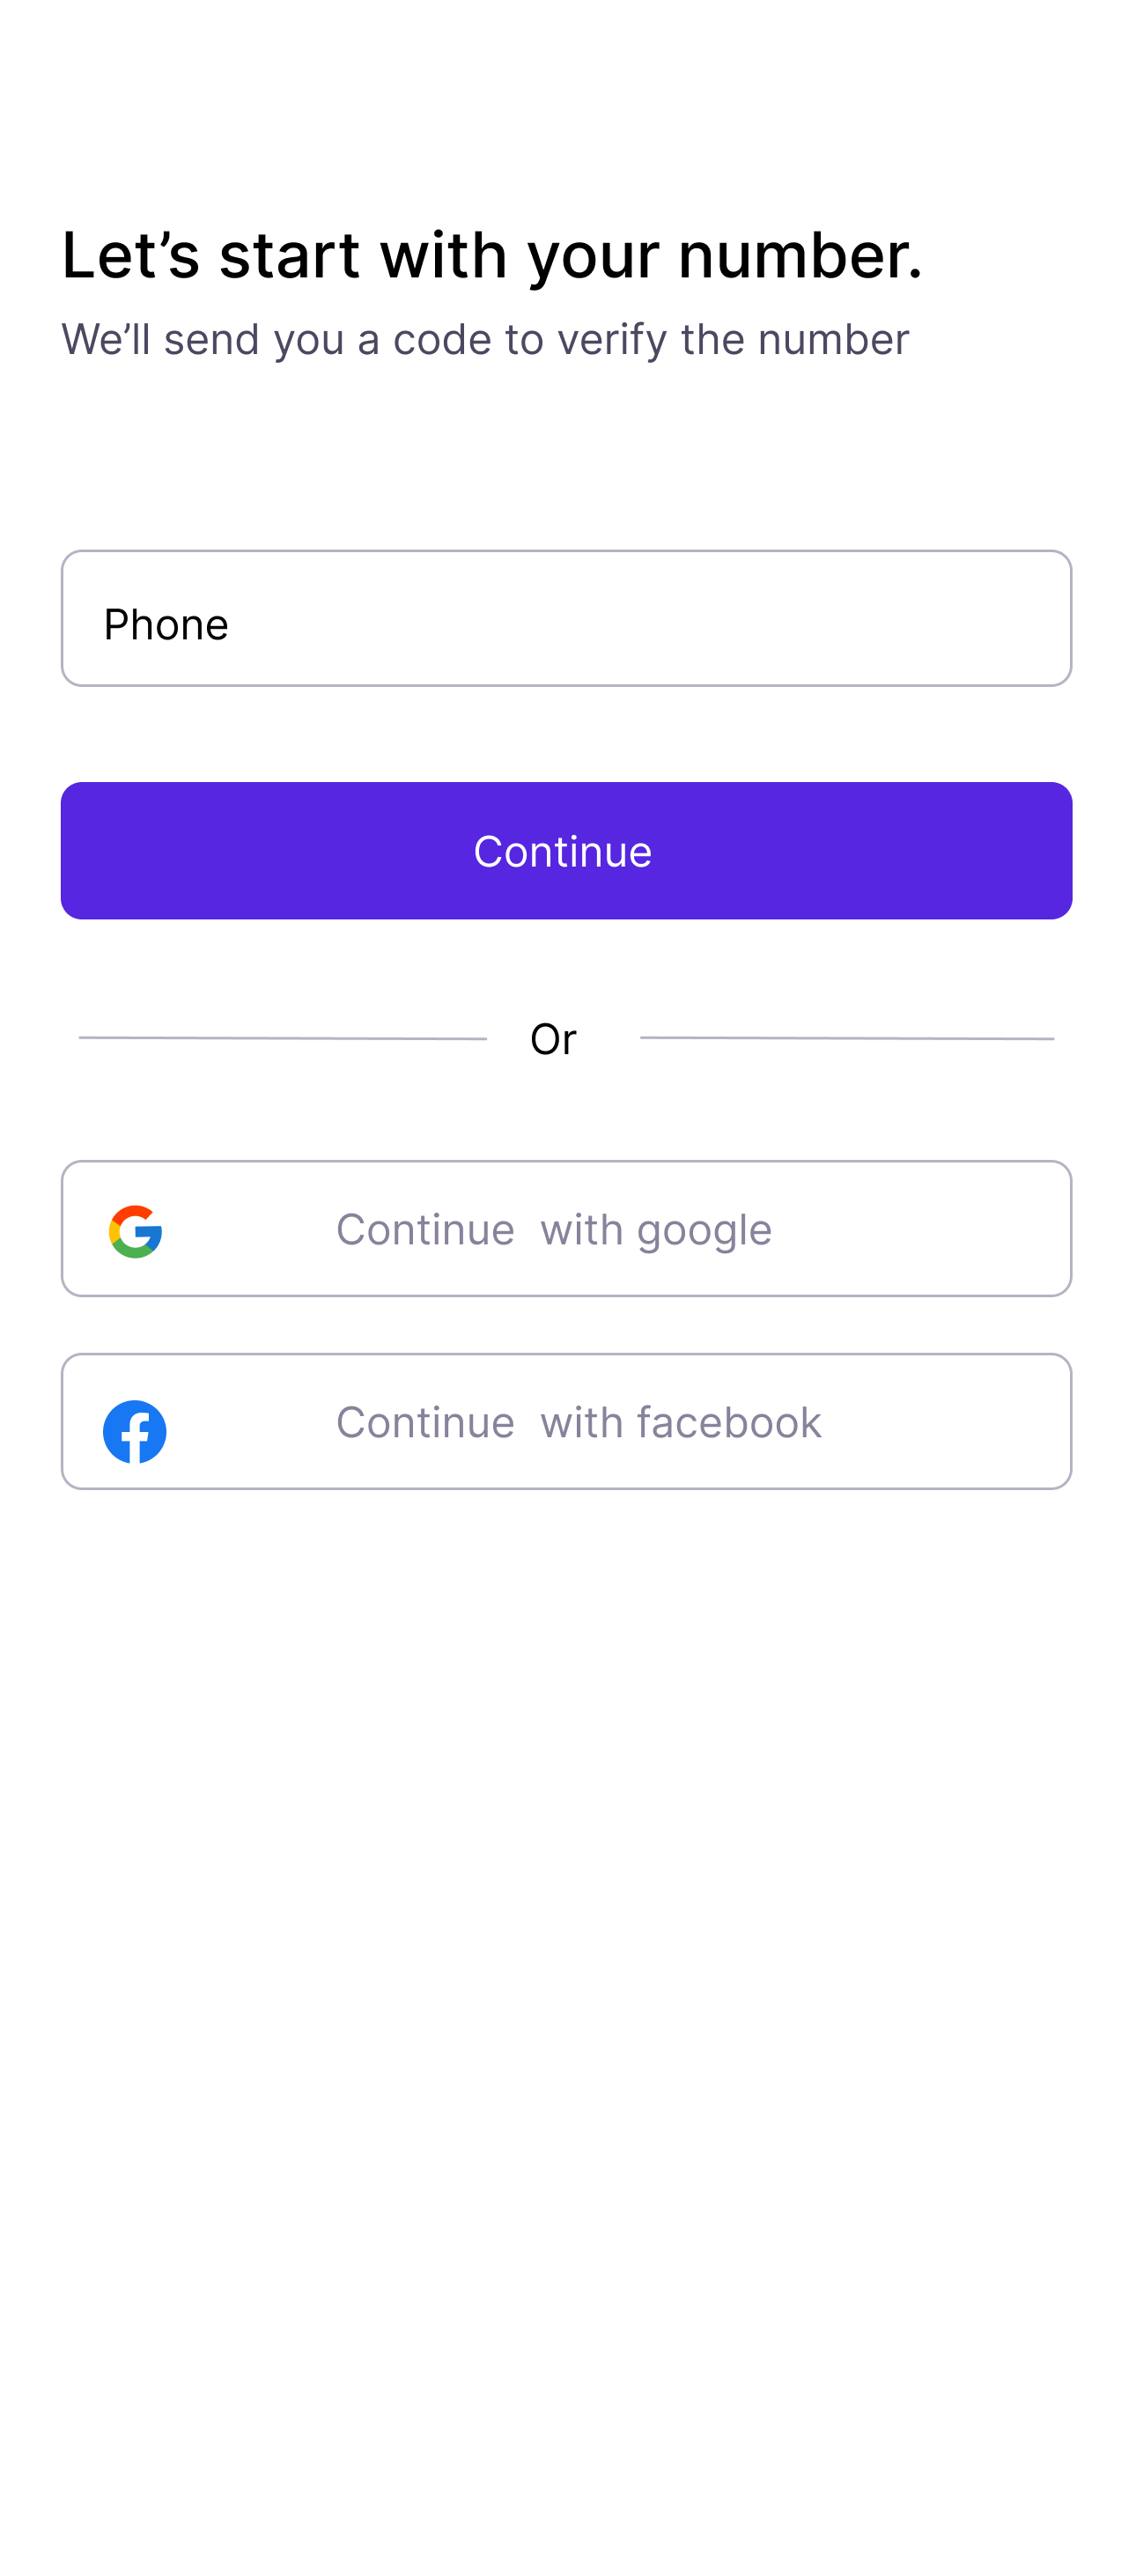 Let’s start with your number.
We’ll send you a code to verify the number
Phone
Continue
Or
Continue  with google
Continue  with facebook